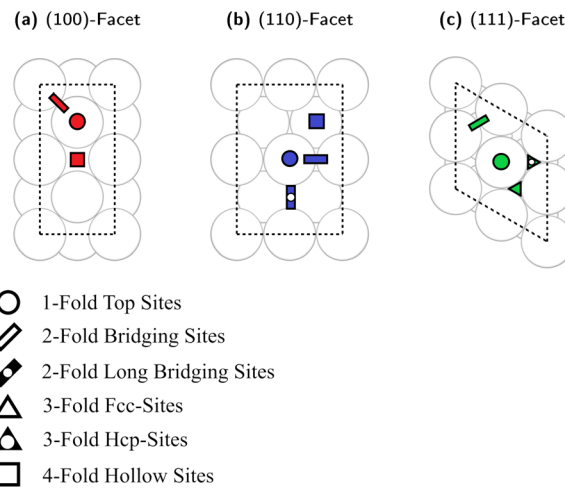 (a) (100)-Facet
(b) (110)-Facet
(c) (111)-Facet
1-Fold Top Sites
2-Fold Bridging Sites
2-Fold Long Bridging Sites
3-Fold Fcc-Sites
3-Fold Hcp-Sites
4-Fold Hollow Sites